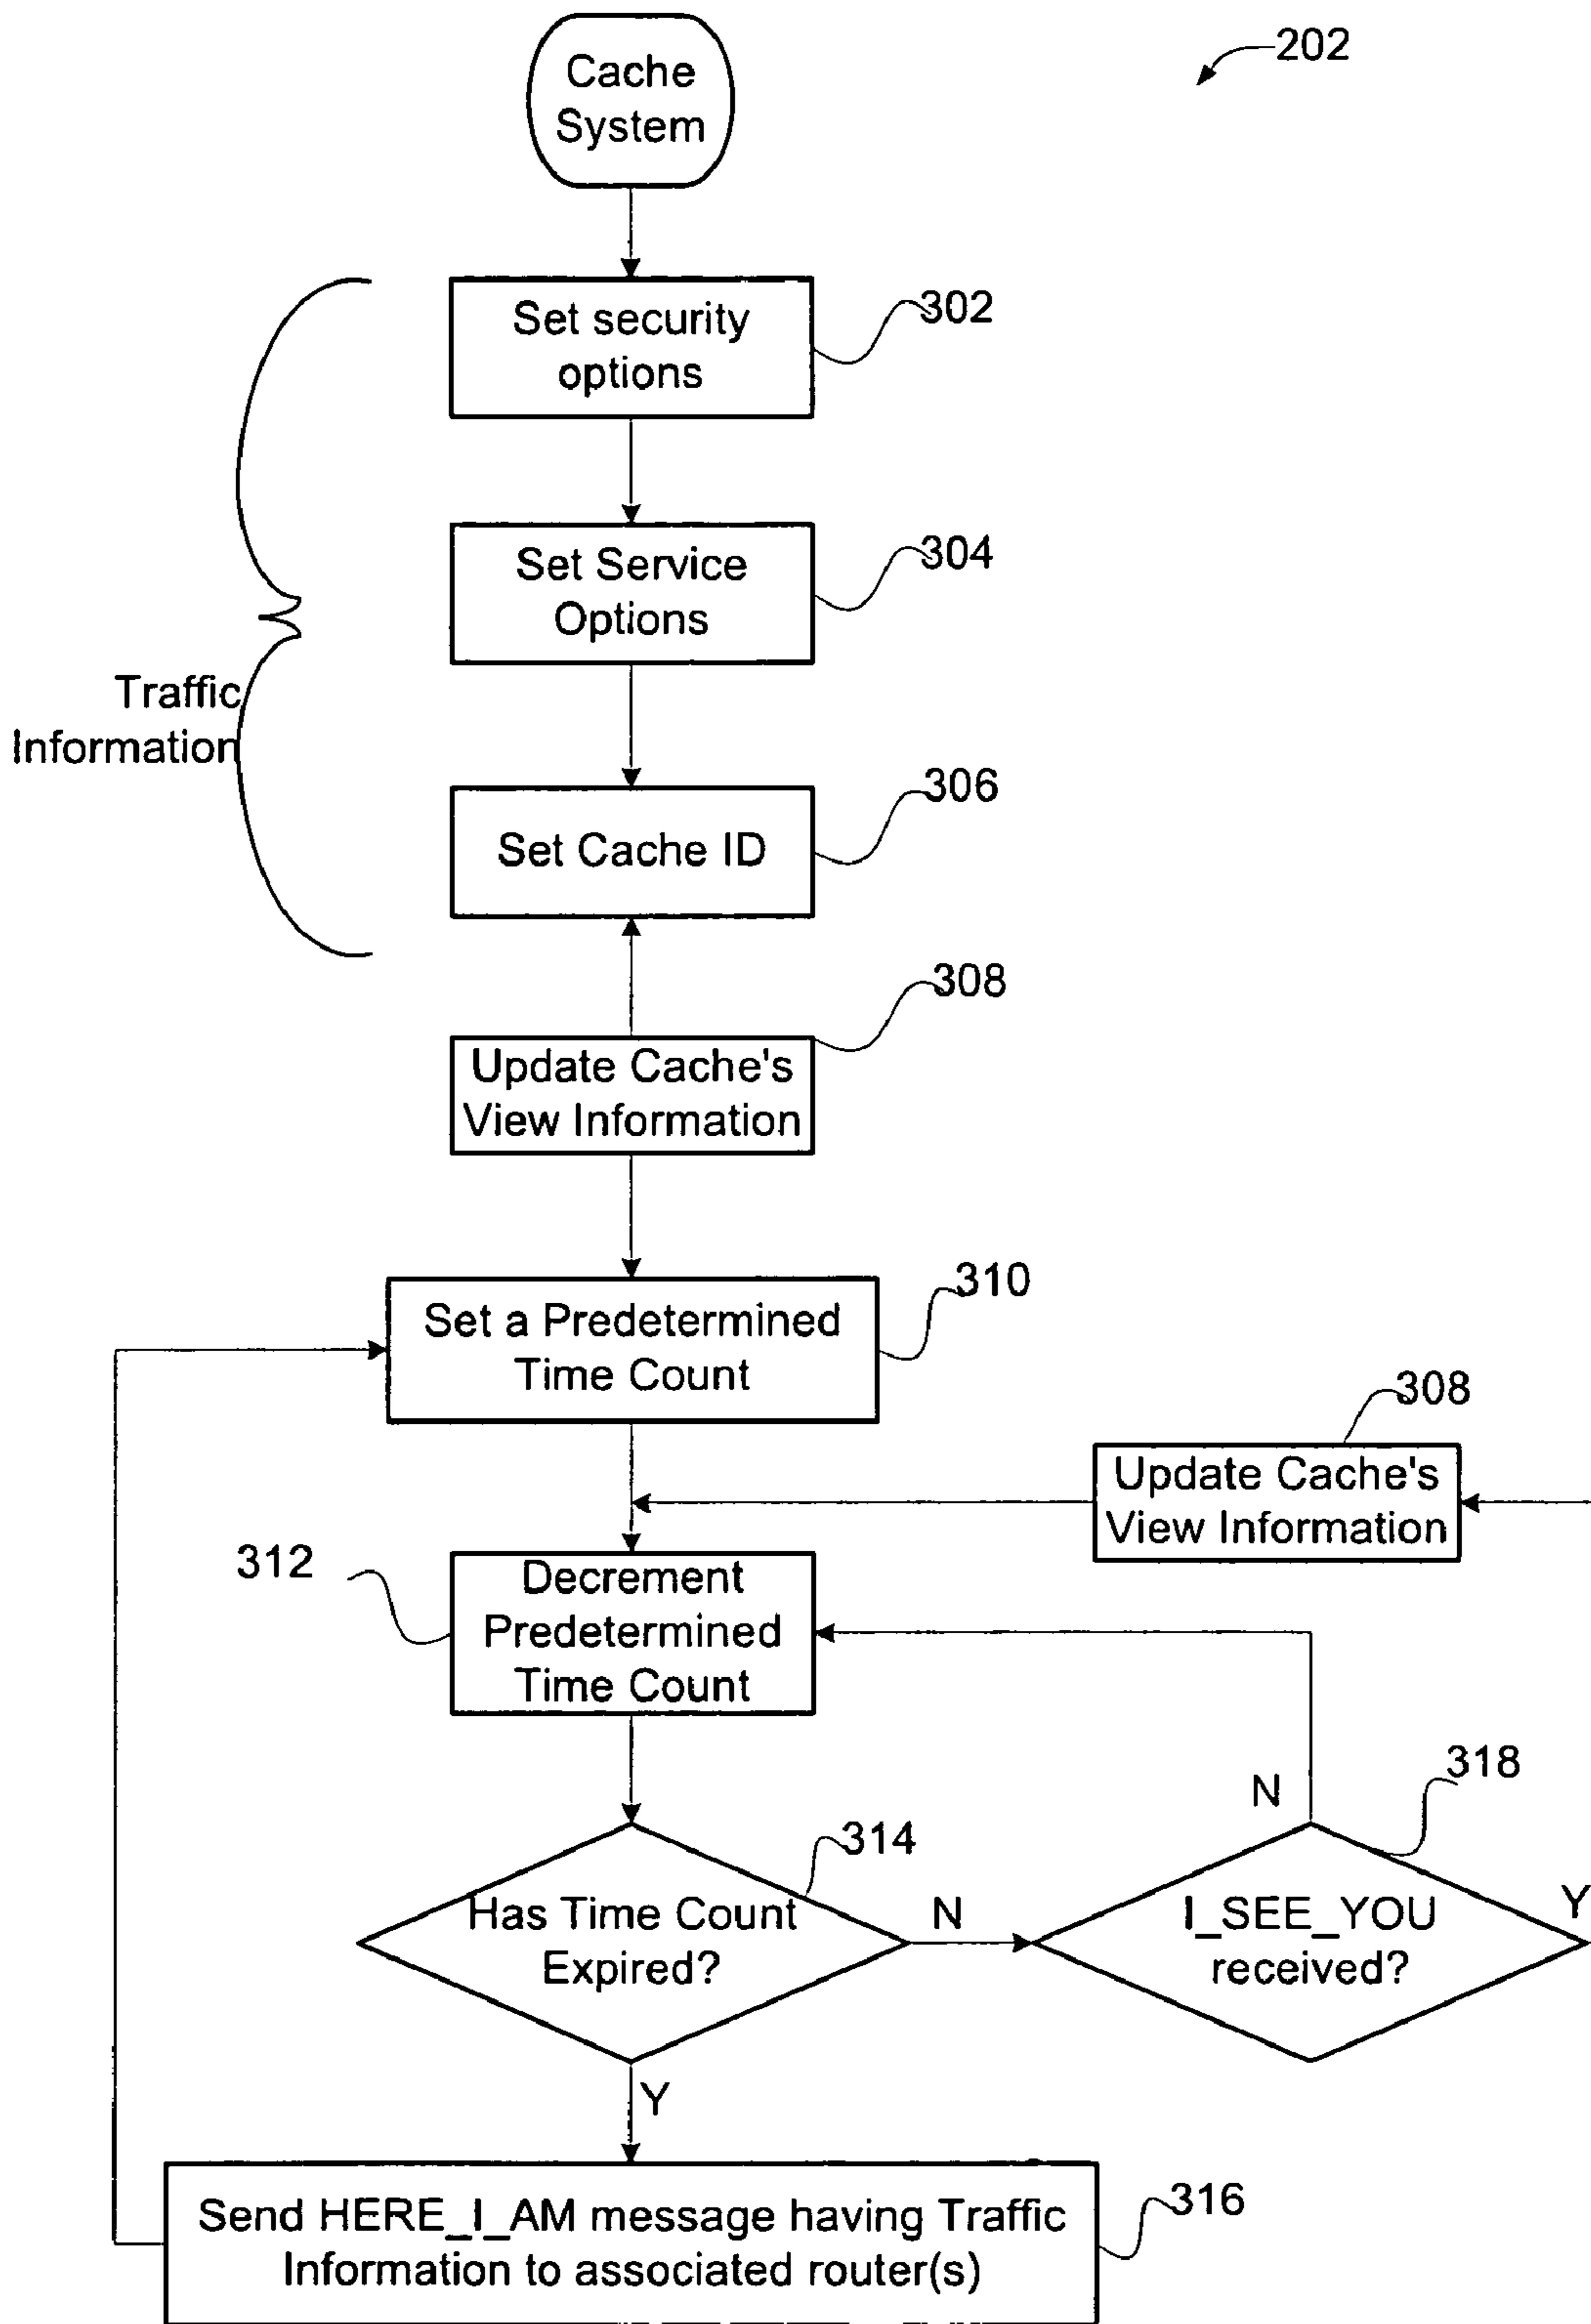 Cache
System
202
Set security
options
302
Set Service
Options
304
Traffic
Information
Set Cache ID
306
Update Cache's
View Information
308
Set a Predetermined
Time Count
310
Update Cache's
View Information
308
Decrement
Predetermined
Time Count
312
Has Time Count
Expired?
314
N
I_SEE_YOU
received?
318
N
Y
Y
Send HERE_I_AM message having Traffic
Information to associated router(s)
316